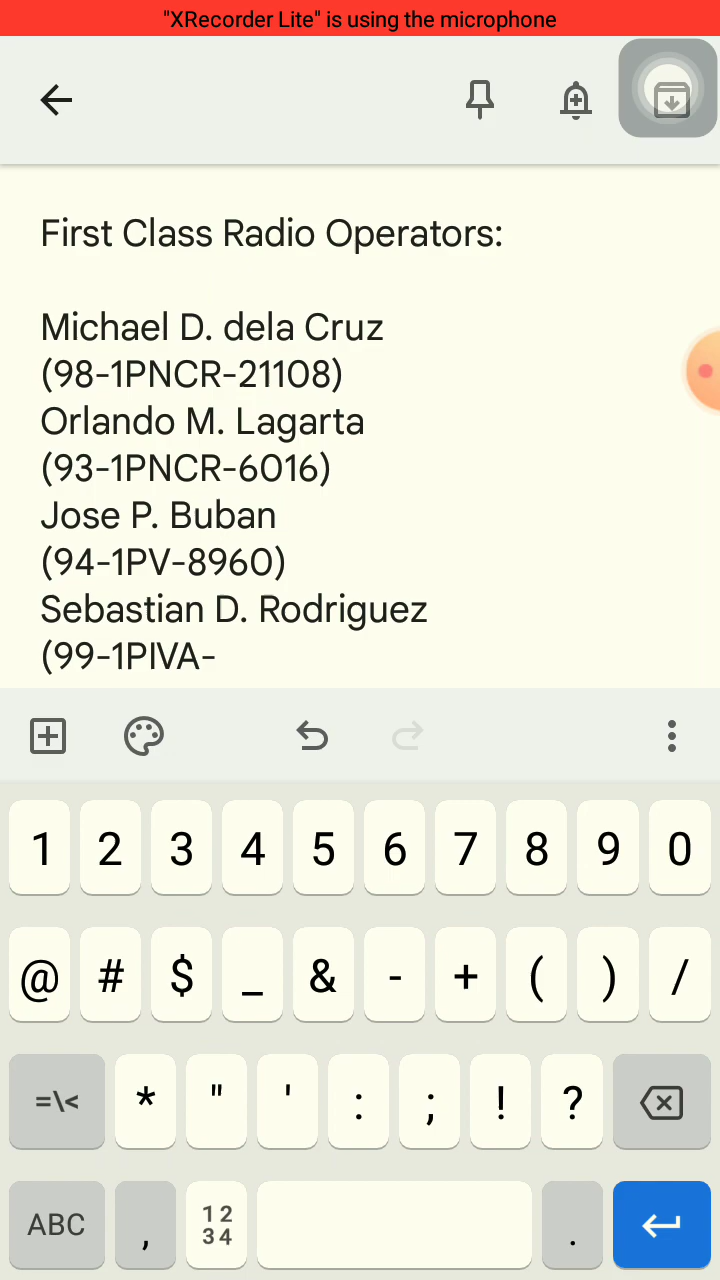 "XRecorder Lite" is using the microphone
First Class Radio Operators:
Michael D. dela Cruz
(98-1PNCR-21108)
Orlando M. Lagarta
(93-1PNCR-6016)
Jose P. Buban
(94-1PV-8960)
Sebastian D. Rodriguez
(99-1PIVA-
1 2 3 4 5 6 7 8 9 0
@ # $ _ & - + ( ) /
=\< * " ' : ; ! ?
ABC , 12 .
34